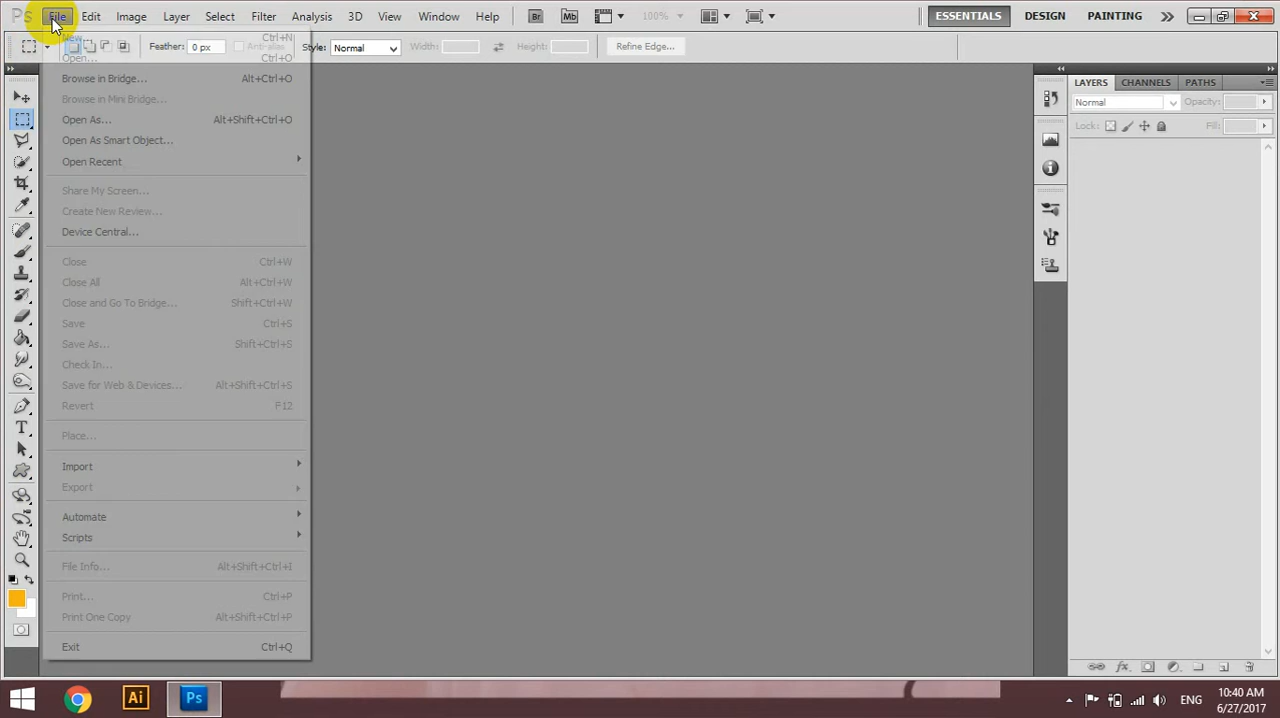 Ps File Edit Image Layer Select Filter Analysis 3D View Window Help Br Mb 100% ESSENTIALS DESIGN PAINTING
Feather: 0 px Anti-alias Style: Normal Width: Height: Refine Edge...
New... Ctrl+N
Open... Ctrl+O
Browse in Bridge... Alt+Ctrl+O
Browse in Mini Bridge...
Open As... Alt+Shift+Ctrl+O
Open As Smart Object...
Open Recent
Share My Screen...
Create New Review...
Device Central...
Close Ctrl+W
Close All Alt+Ctrl+W
Close and Go To Bridge... Shift+Ctrl+W
Save Ctrl+S
Save As... Shift+Ctrl+S
Check In...
Save for Web & Devices... Alt+Shift+Ctrl+S
Revert F12
Place...
Import
Export
Automate
Scripts
File Info... Alt+Shift+Ctrl+I
Print... Ctrl+P
Print One Copy Alt+Shift+Ctrl+P
Exit Ctrl+Q
LAYERS CHANNELS PATHS
Normal Opacity:
Lock: Fill:
Ai Ps ENG
10:40 AM
6/27/2017